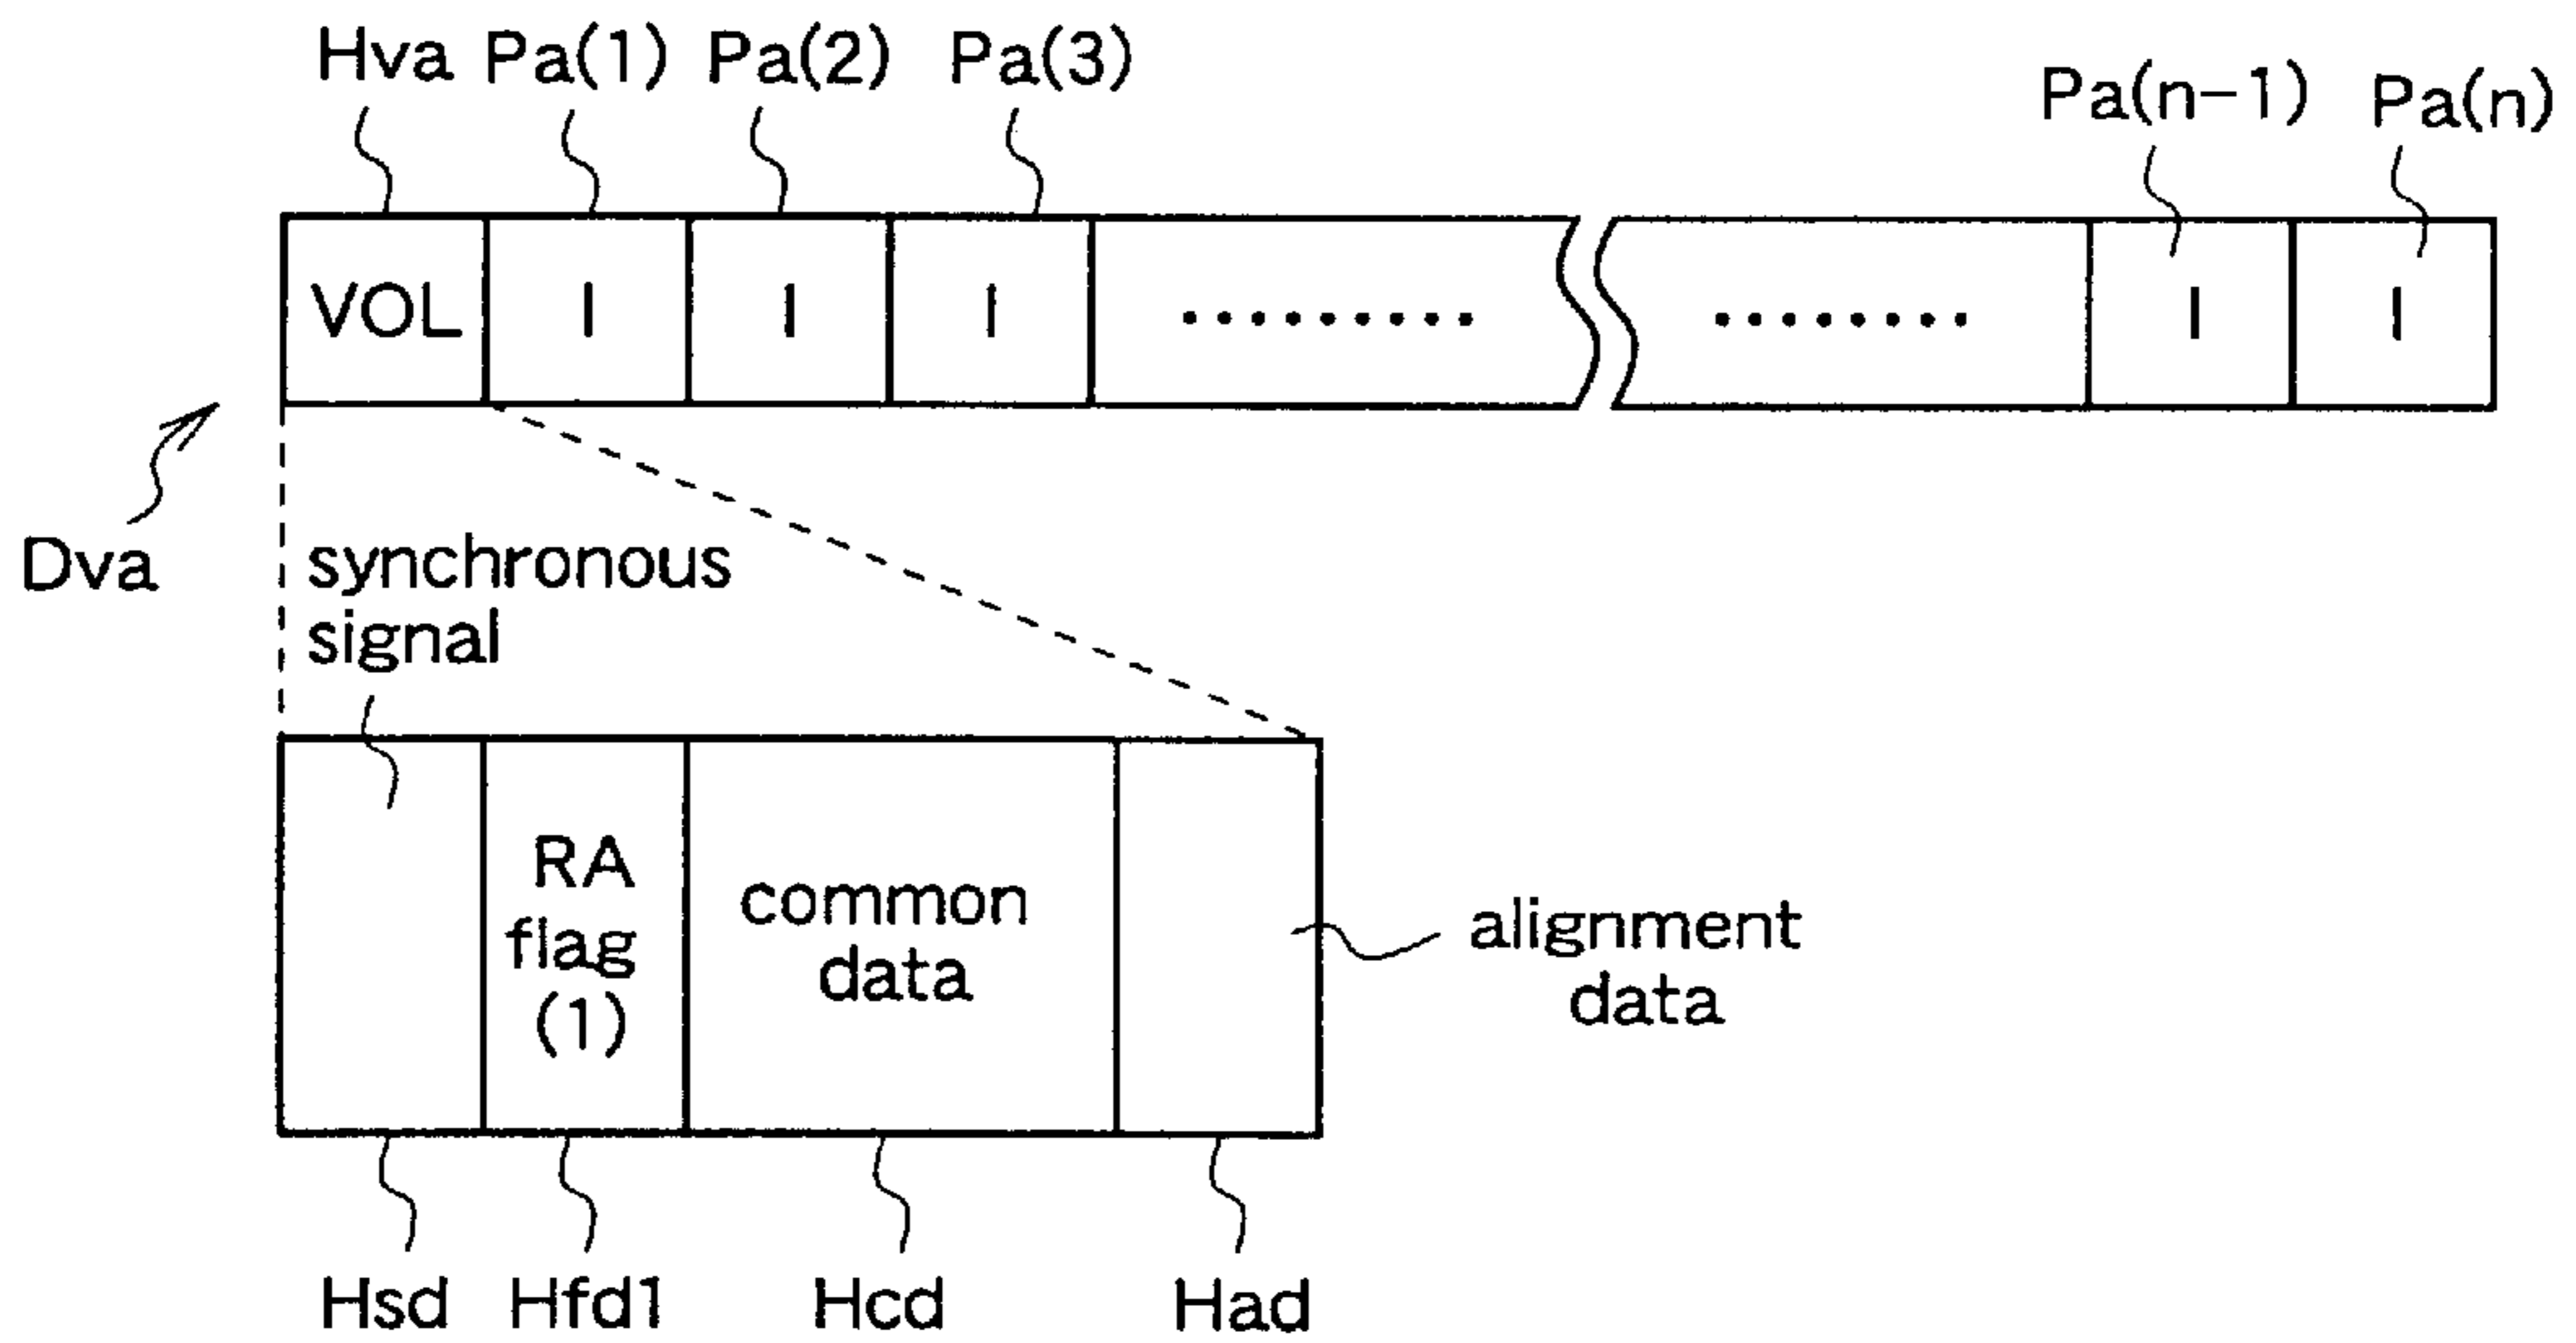 Hva Pa(1) Pa(2) Pa(3) Pa(n-1) Pa(n)
VOL I I I ········· ········ I I
Dva
synchronous
signal
RA
flag
(1)
common
data
alignment
data
Hsd Hfd1 Hcd Had